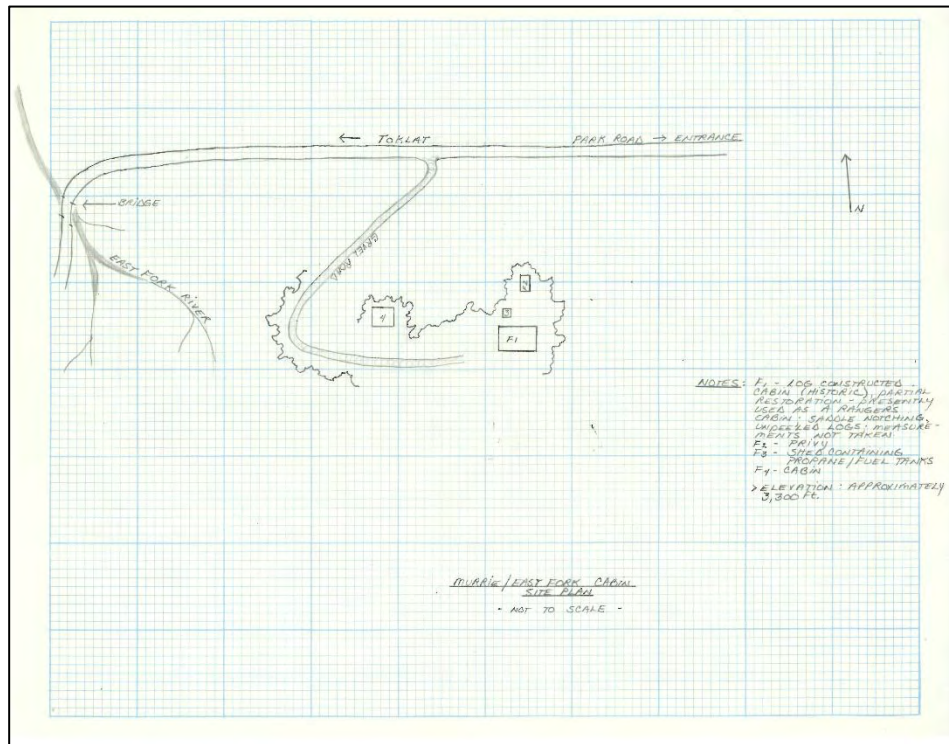 ← TOKLAT
PARK ROAD → ENTRANCE
N
← BRIDGE
GRAVEL ROAD
EAST FORK RIVER
2
3
4
F1
NOTES: F1 - LOG CONSTRUCTED
CABIN (HISTORIC), PARTIAL
RESTORATION - PRESENTLY
USED AS A RANGERS
CABIN. SADDLE NOTCHING,
UNPEELED LOGS; MEASURE-
MENTS NOT TAKEN
F2 - PRIVY
F3 - SHED CONTAINING
PROPANE/FUEL TANKS
F4 - CABIN
> ELEVATION: APPROXIMATELY
3,300 Ft.
MURRIE/EAST FORK CABIN
SITE PLAN
- NOT TO SCALE -